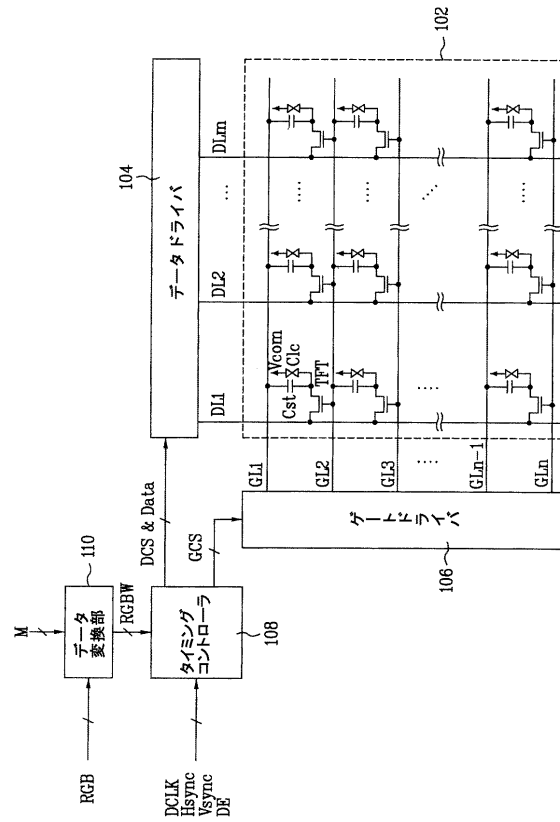 RGB
M
データ
変換部
110
RGBW
DCLK
Hsync
Vsync
DE
タイミング
コントローラ
108
DCS & Data
GCS
データドライバ
104
ゲートドライバ
106
DL1
DL2
DLm
102
GL1
GL2
GL3
GLn-1
GLn
Vcom
Clc
Cst
TFT